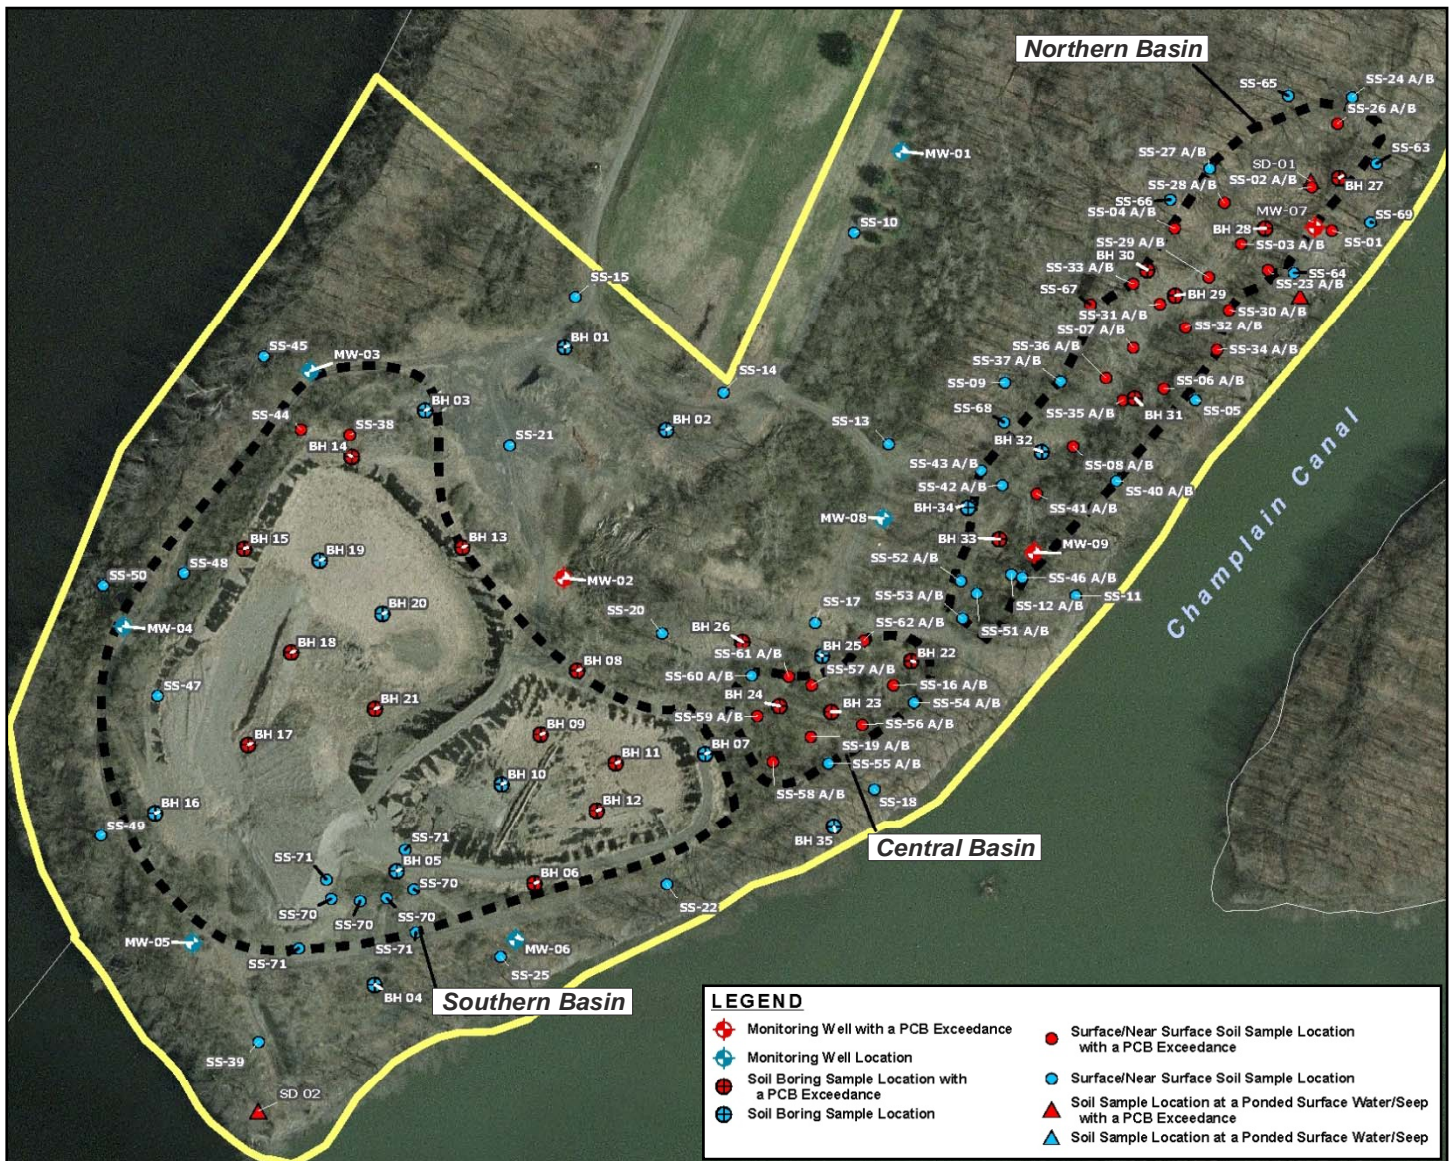 Northern Basin
SS-65
SS-24 A/B
SS-26 A/B
MW-01
SS-27 A/B
SD-01
SS-63
SS-28 A/B
SS-02 A/B
BH 27
SS-66
MW-07
SS-04 A/B
SS-69
SS-10
BH 28
SS-01
SS-29 A/B
SS-03 A/B
BH 30
SS-33 A/B
SS-64
SS-15
SS-23 A/B
SS-67
BH 29
SS-31 A/B
SS-30 A/B
SS-07 A/B
SS-32 A/B
BH 01
SS-36 A/B
SS-34 A/B
SS-45
MW-03
SS-37 A/B
SS-14
SS-09
SS-06 A/B
BH 03
SS-35 A/B
SS-05
SS-44
BH 31
SS-38
BH 02
SS-68
SS-21
SS-13
BH 32
BH 14
SS-43 A/B
SS-08 A/B
SS-42 A/B
SS-40 A/B
BH-34
SS-41 A/B
MW-08
BH 15
BH 13
BH 33
BH 19
MW-09
SS-48
SS-52 A/B
SS-50
MW-02
SS-46 A/B
SS-53 A/B
SS-12 A/B
SS-11
Champlain Canal
BH 20
SS-20
SS-17
MW-04
SS-62 A/B
SS-51 A/B
BH 26
BH 25
BH 18
SS-61 A/B
BH 22
BH 08
SS-60 A/B
SS-57 A/B
SS-47
SS-16 A/B
BH 24
SS-54 A/B
BH 21
SS-59 A/B
BH 23
SS-56 A/B
BH 17
BH 09
SS-19 A/B
BH 07
BH 11
SS-55 A/B
BH 10
SS-58 A/B
SS-18
BH 16
BH 12
SS-49
BH 35
SS-71
Central Basin
SS-71
BH 05
BH 06
SS-70
SS-22
SS-70
SS-70
SS-70
MW-05
SS-71
SS-71
MW-06
SS-25
BH 04
Southern Basin
SS-39
SD 02
LEGEND
Monitoring Well with a PCB Exceedance
Monitoring Well Location
Soil Boring Sample Location with
a PCB Exceedance
Soil Boring Sample Location
Surface/Near Surface Soil Sample Location
with a PCB Exceedance
Surface/Near Surface Soil Sample Location
Soil Sample Location at a Ponded Surface Water/Seep
with a PCB Exceedance
Soil Sample Location at a Ponded Surface Water/Seep